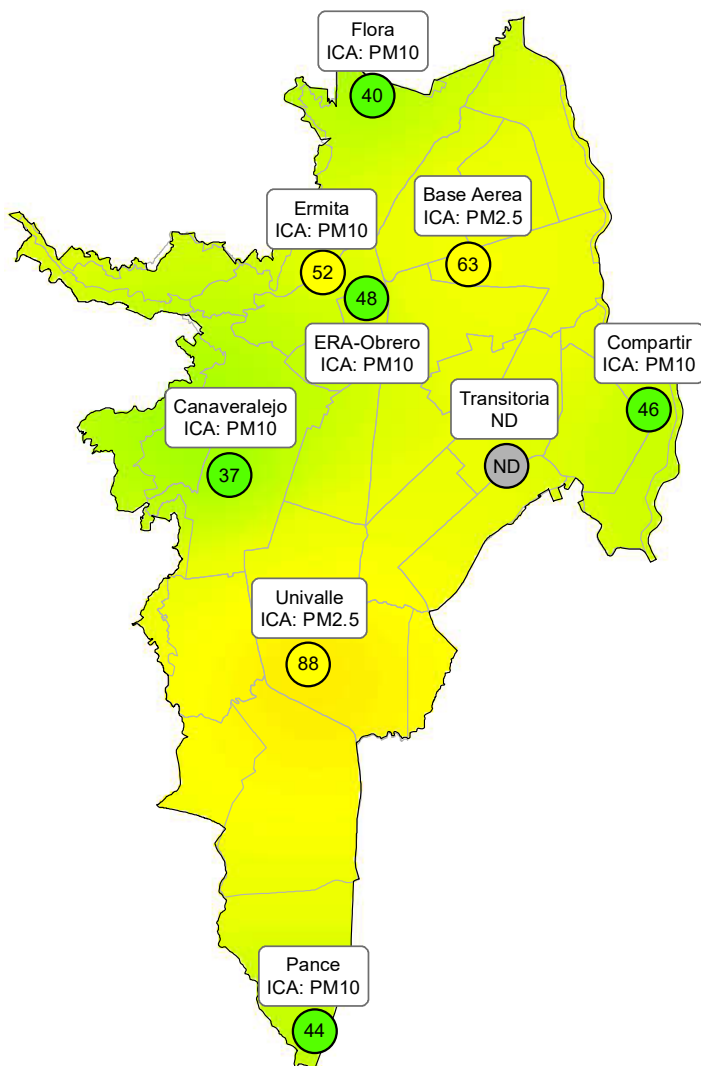 Flora
ICA: PM10
40
Ermita
ICA: PM10
52
Base Aerea
ICA: PM2.5
63
48
ERA-Obrero
ICA: PM10
Compartir
ICA: PM10
46
Canaveralejo
ICA: PM10
37
Transitoria
ND
ND
Univalle
ICA: PM2.5
88
Pance
ICA: PM10
44